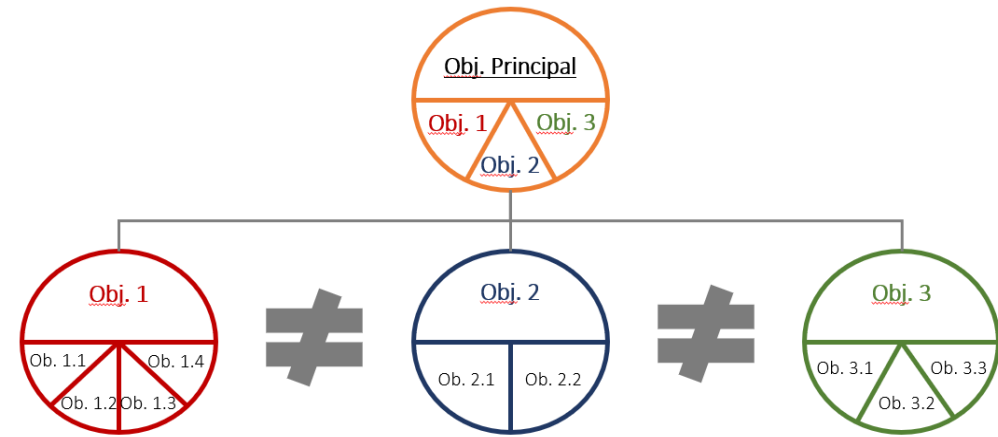 Obj. Principal
Obj. 1
Obj. 3
Obj. 2
Obj. 1
Obj. 2
Obj. 3
Ob. 1.1
Ob. 1.4
Ob. 1.2
Ob. 1.3
Ob. 2.1
Ob. 2.2
Ob. 3.1
Ob. 3.3
Ob. 3.2